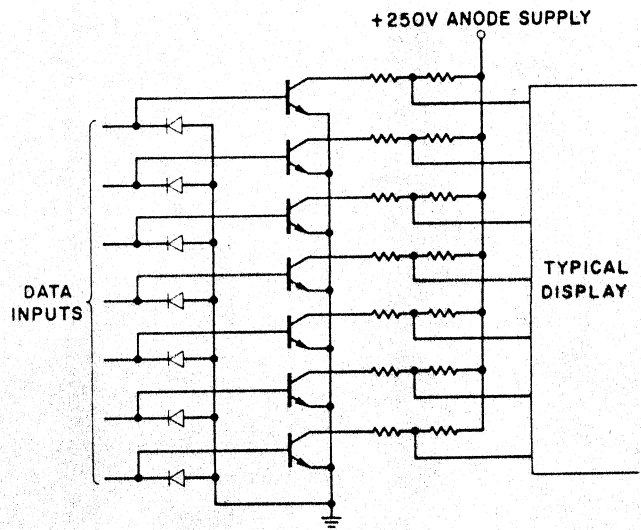 +250V ANODE SUPPLY
DATA
INPUTS
TYPICAL
DISPLAY